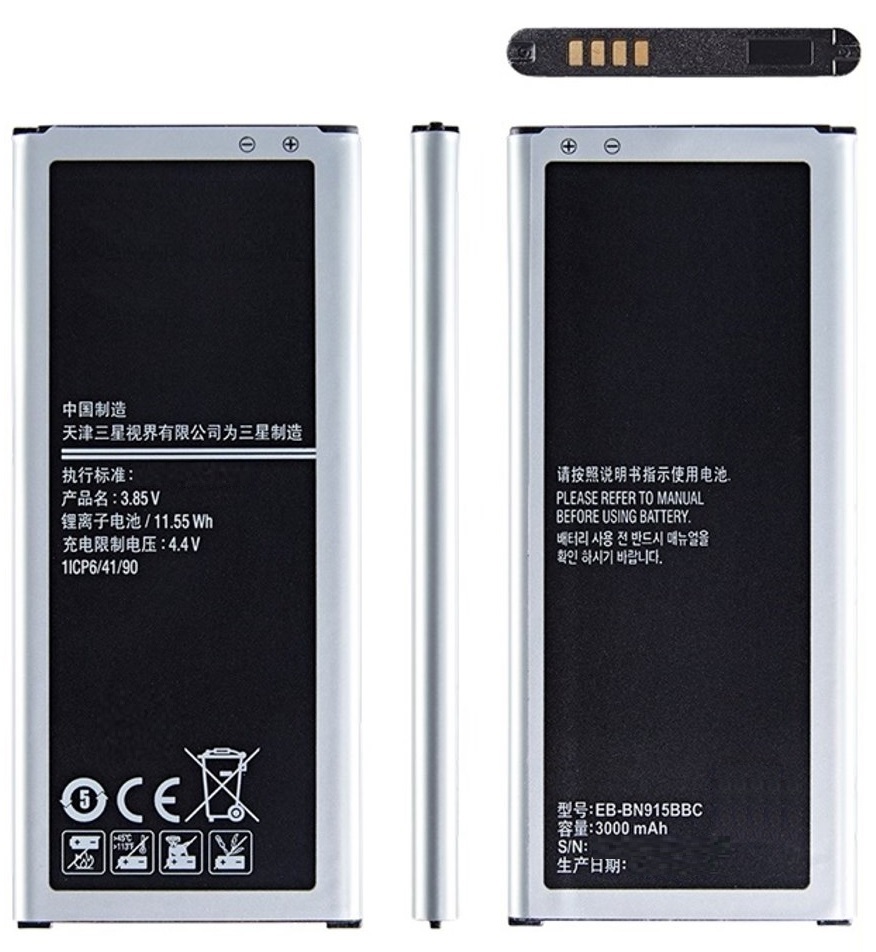 中国制造
天津三星视界有限公司为三星制造
执行标准：
产品名：3.85 V
锂离子电池 / 11.55 Wh
充电限制电压：4.4 V
1ICP6/41/90
5
CE
>45°C
>113°F
请按照说明书指示使用电池.
PLEASE REFER TO MANUAL
BEFORE USING BATTERY.
배터리 사용 전 반드시 매뉴얼을
확인 하시기 바랍니다.
型号:EB-BN915BBC
容量:3000 mAh
S/N:
生产日期: